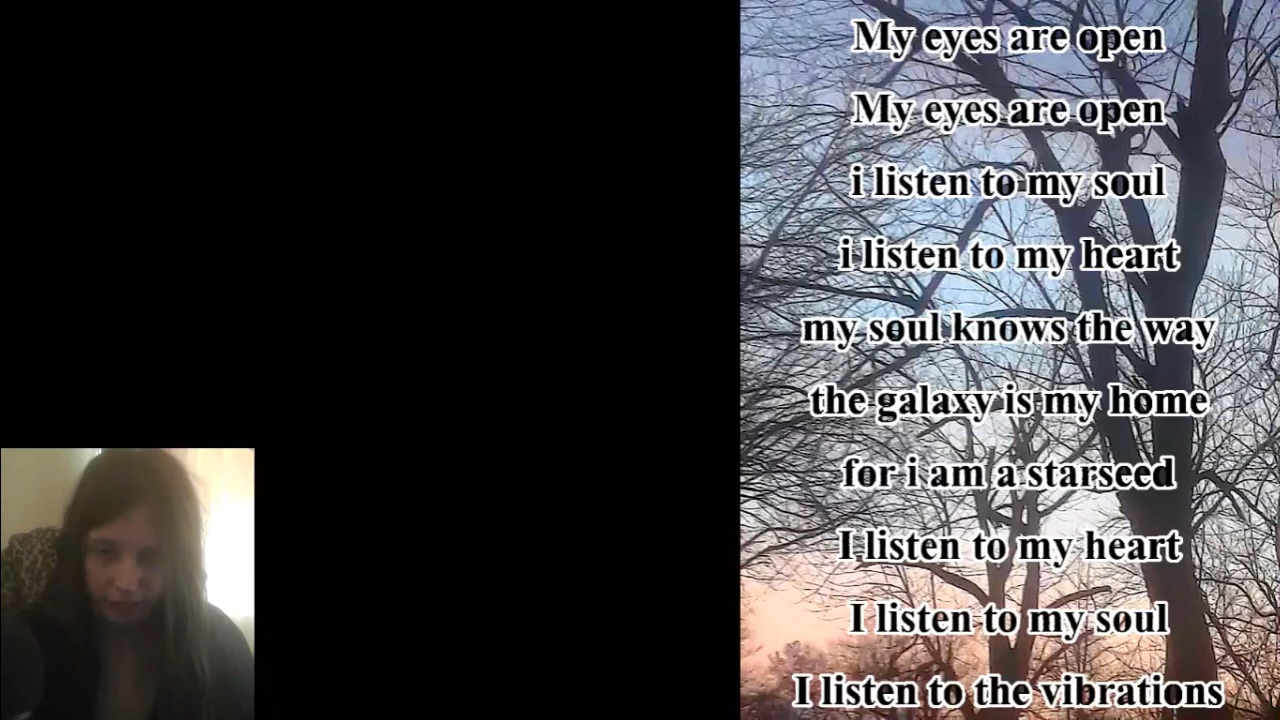 My eyes are open
My eyes are open
i listen to my soul
i listen to my heart
my soul knows the way
the galaxy is my home
for i am a starseed
I listen to my heart
I listen to my soul
I listen to the vibrations